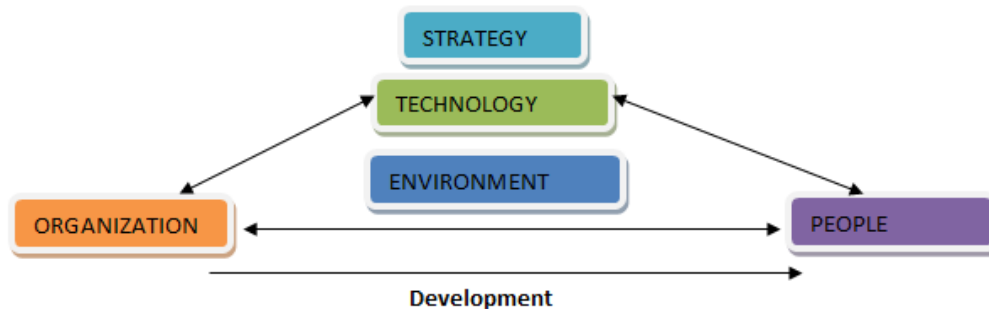 STRATEGY
TECHNOLOGY
ENVIRONMENT
ORGANIZATION
PEOPLE
Development